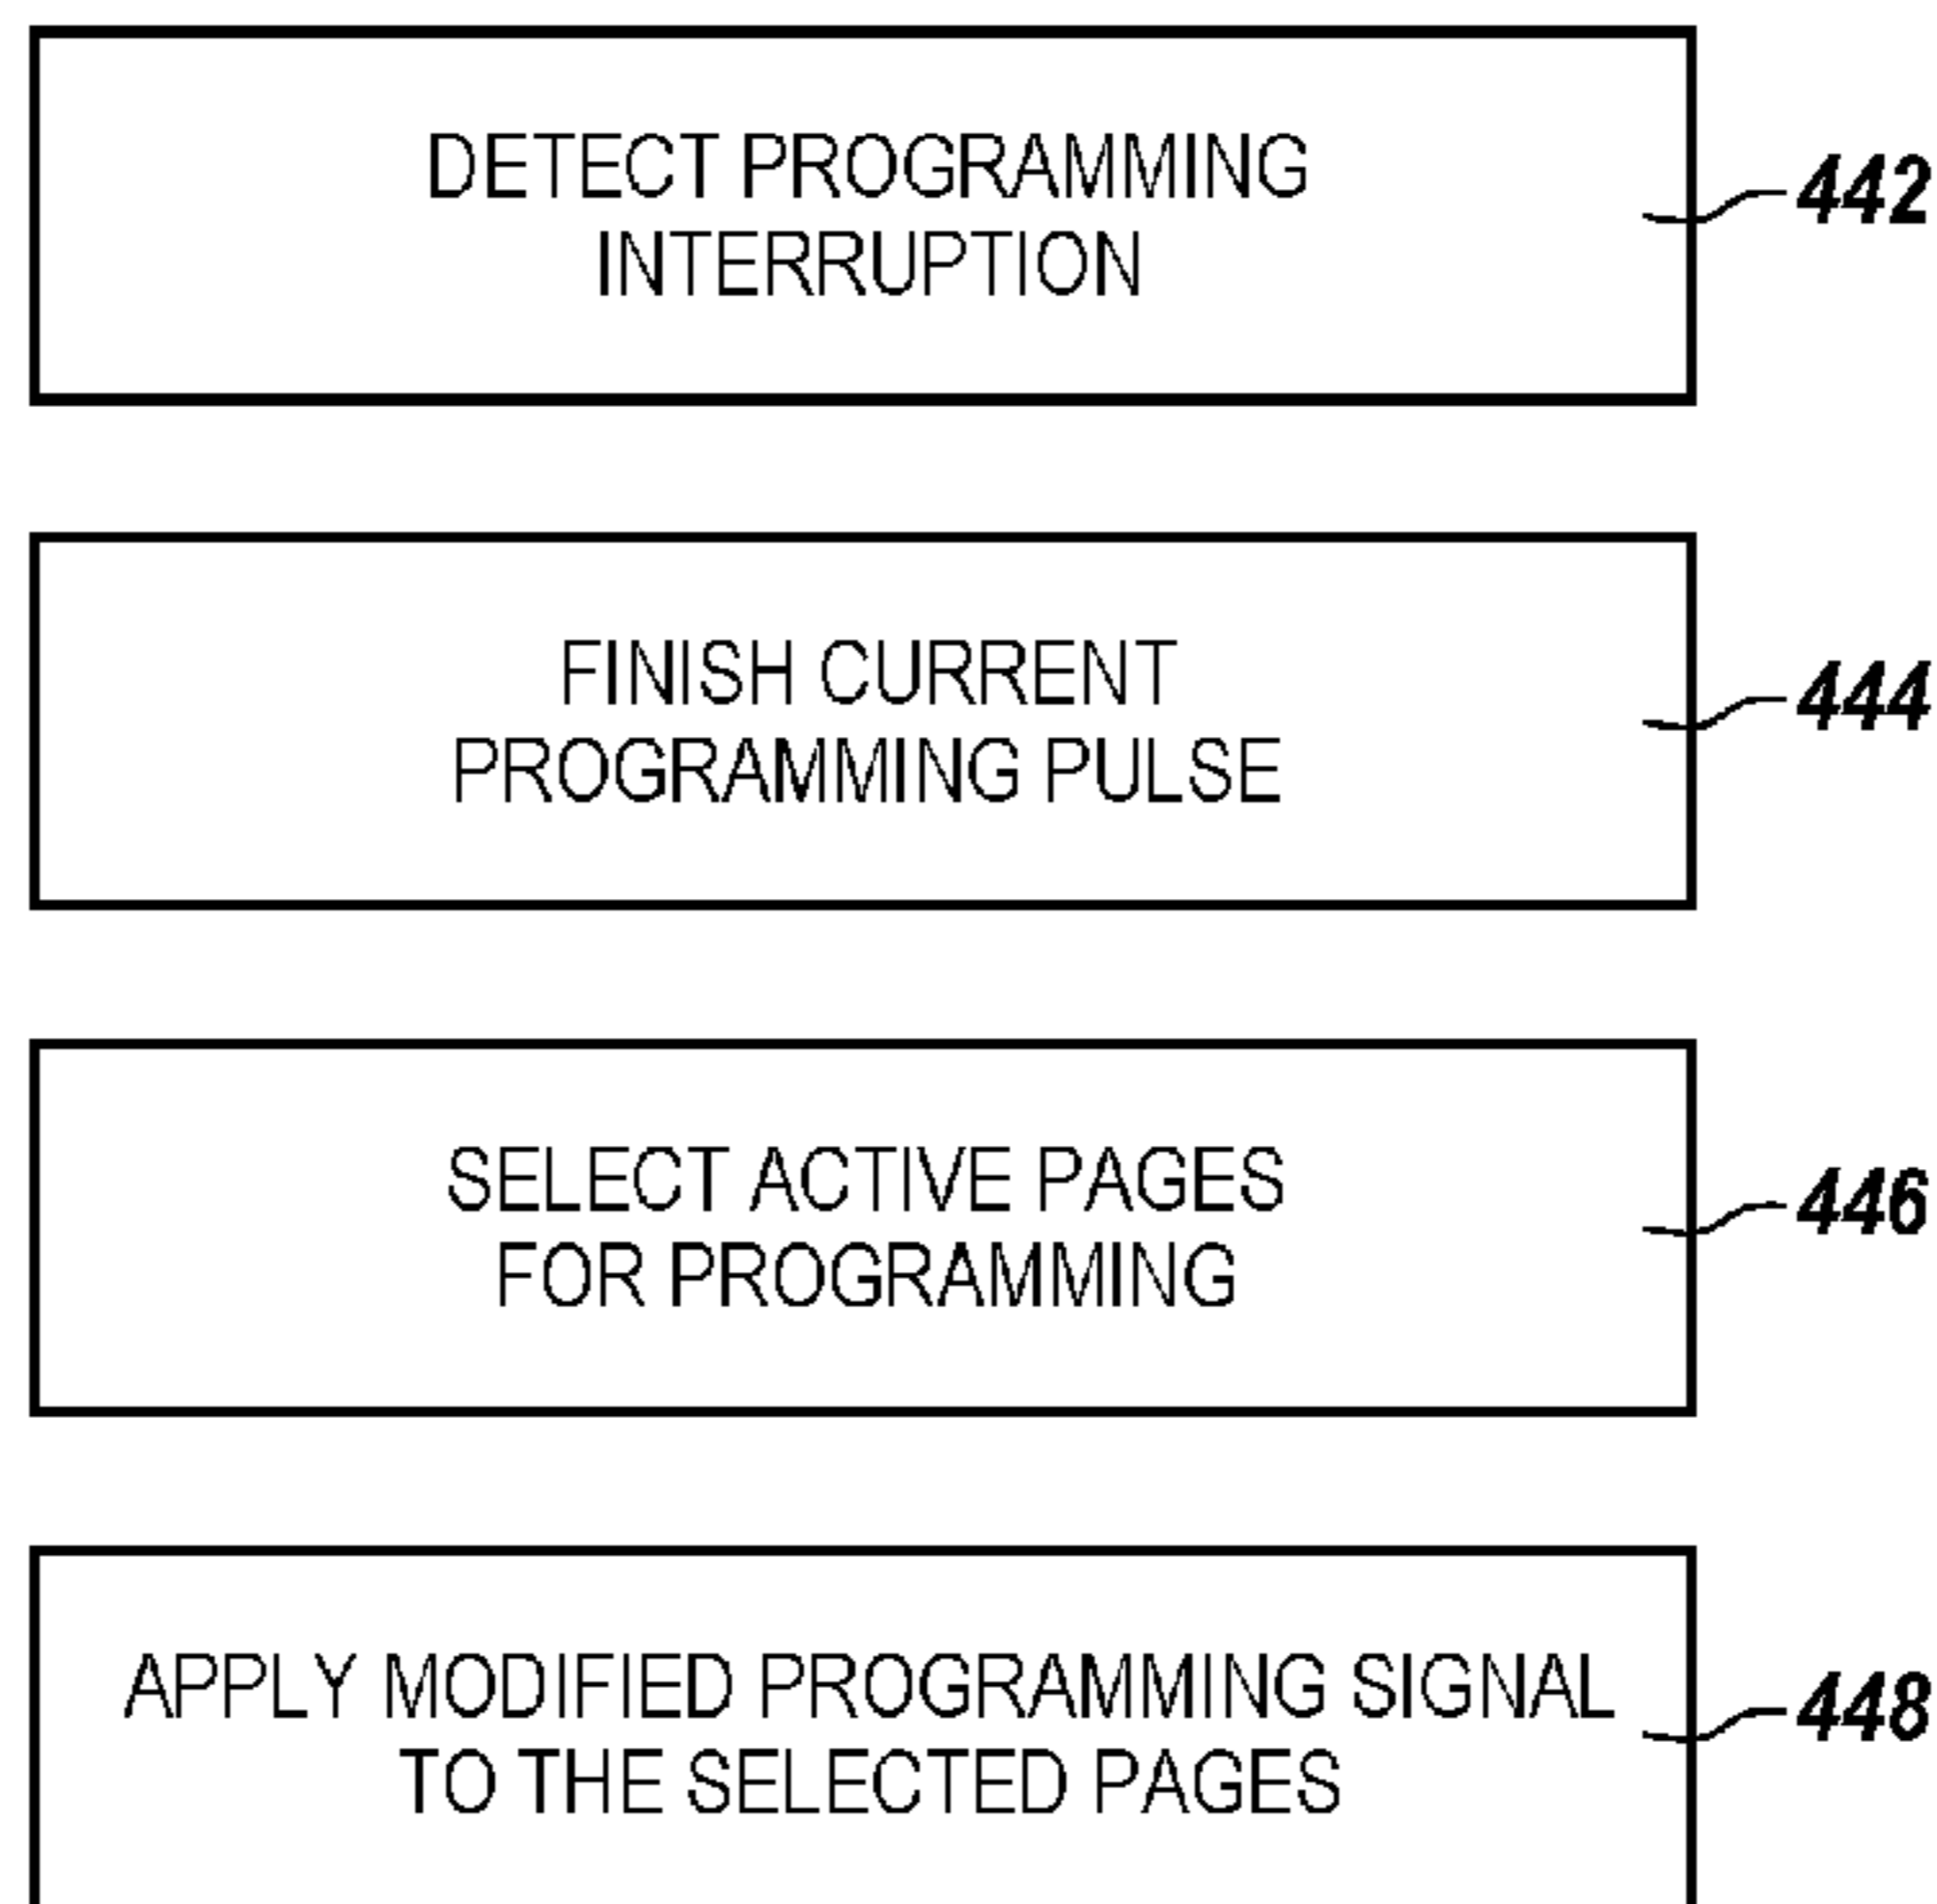 DETECT PROGRAMMING
INTERRUPTION
442
FINISH CURRENT
PROGRAMMING PULSE
444
SELECT ACTIVE PAGES
FOR PROGRAMMING
446
APPLY MODIFIED PROGRAMMING SIGNAL
TO THE SELECTED PAGES
448